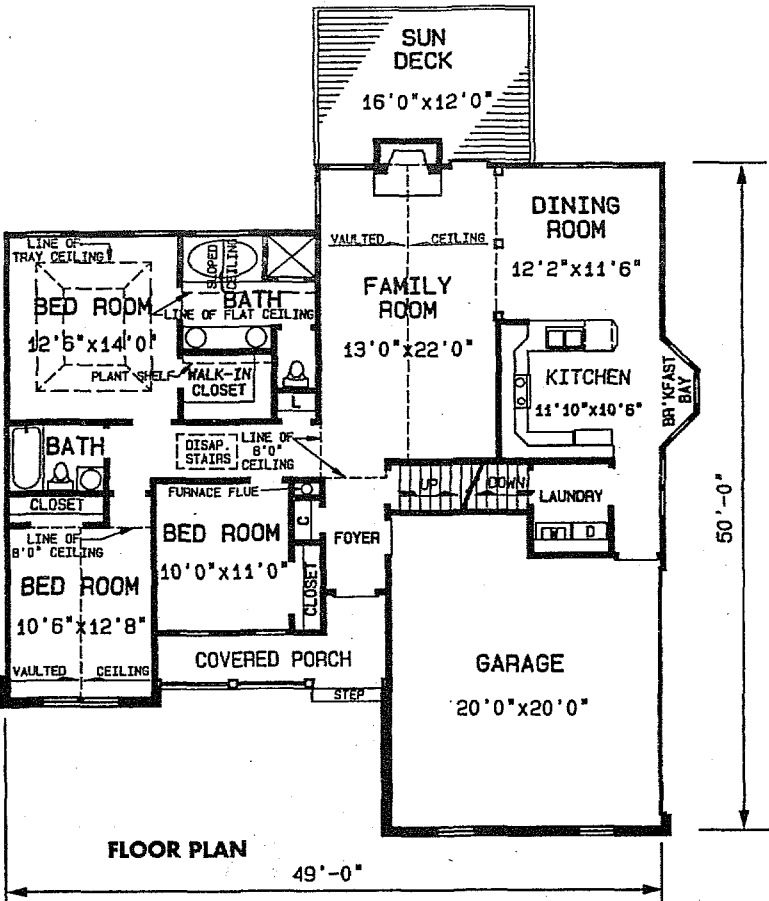 SUN
DECK
16'0"x12'0"
DINING
ROOM
12'2"x11'6"
VAULTED CEILING
FAMILY
ROOM
13'0"x22'0"
LINE OF
TRAY CEILING
BED ROOM
12'6"x14'0"
SLOPED
CEILING
BATH
LINE OF FLAT CEILING
PLANT SHELF
WALK-IN
CLOSET
L
KITCHEN
11'10"x10'6"
BR'KFAST
BAY
BATH
DISAP.
STAIRS
LINE OF
8'0"
CEILING
CLOSET
FURNACE FLUE
UP
DOWN
LAUNDRY
W
D
LINE OF
8'0" CEILING
BED ROOM
10'0"x11'0"
C
FOYER
CLOSET
BED ROOM
10'6"x12'8"
VAULTED CEILING
COVERED PORCH
STEP
GARAGE
20'0"x20'0"
50'-0"
FLOOR PLAN
49'-0"